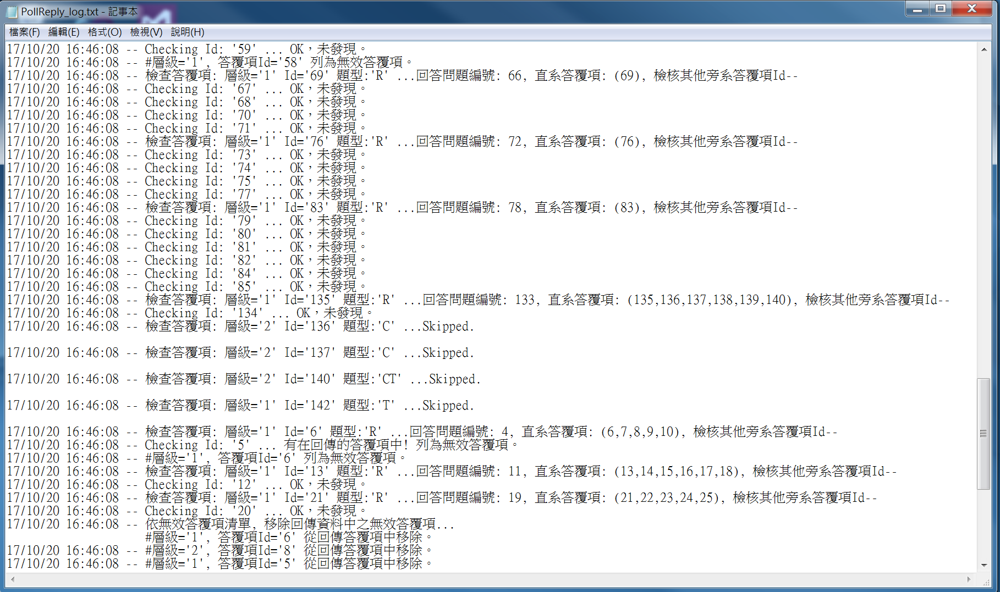 PollReply_log.txt - 記事本
檔案(F) 編輯(E) 格式(O) 檢視(V) 說明(H)
17/10/20 16:46:08 -- Checking Id: '59' ... OK，未發現。
17/10/20 16:46:08 -- #層級='1', 答覆項Id='58' 列為無效答覆項。
17/10/20 16:46:08 -- 檢查答覆項: 層級='1' Id='69' 題型:'R' ...回答問題編號: 66, 直系答覆項: (69), 檢核其他旁系答覆項Id--
17/10/20 16:46:08 -- Checking Id: '67' ... OK，未發現。
17/10/20 16:46:08 -- Checking Id: '68' ... OK，未發現。
17/10/20 16:46:08 -- Checking Id: '70' ... OK，未發現。
17/10/20 16:46:08 -- Checking Id: '71' ... OK，未發現。
17/10/20 16:46:08 -- 檢查答覆項: 層級='1' Id='76' 題型:'R' ...回答問題編號: 72, 直系答覆項: (76), 檢核其他旁系答覆項Id--
17/10/20 16:46:08 -- Checking Id: '73' ... OK，未發現。
17/10/20 16:46:08 -- Checking Id: '74' ... OK，未發現。
17/10/20 16:46:08 -- Checking Id: '75' ... OK，未發現。
17/10/20 16:46:08 -- Checking Id: '77' ... OK，未發現。
17/10/20 16:46:08 -- 檢查答覆項: 層級='1' Id='83' 題型:'R' ...回答問題編號: 78, 直系答覆項: (83), 檢核其他旁系答覆項Id--
17/10/20 16:46:08 -- Checking Id: '79' ... OK，未發現。
17/10/20 16:46:08 -- Checking Id: '80' ... OK，未發現。
17/10/20 16:46:08 -- Checking Id: '81' ... OK，未發現。
17/10/20 16:46:08 -- Checking Id: '82' ... OK，未發現。
17/10/20 16:46:08 -- Checking Id: '84' ... OK，未發現。
17/10/20 16:46:08 -- Checking Id: '85' ... OK，未發現。
17/10/20 16:46:08 -- 檢查答覆項: 層級='1' Id='135' 題型:'R' ...回答問題編號: 133, 直系答覆項: (135,136,137,138,139,140), 檢核其他旁系答覆項Id--
17/10/20 16:46:08 -- Checking Id: '134' ... OK，未發現。
17/10/20 16:46:08 -- 檢查答覆項: 層級='2' Id='136' 題型:'C' ...Skipped.
17/10/20 16:46:08 -- 檢查答覆項: 層級='2' Id='137' 題型:'C' ...Skipped.
17/10/20 16:46:08 -- 檢查答覆項: 層級='2' Id='140' 題型:'CT' ...Skipped.
17/10/20 16:46:08 -- 檢查答覆項: 層級='1' Id='142' 題型:'T' ...Skipped.
17/10/20 16:46:08 -- 檢查答覆項: 層級='1' Id='6' 題型:'R' ...回答問題編號: 4, 直系答覆項: (6,7,8,9,10), 檢核其他旁系答覆項Id--
17/10/20 16:46:08 -- Checking Id: '5' ... 有在回傳的答覆項中! 列為無效答覆項。
17/10/20 16:46:08 -- #層級='1', 答覆項Id='6' 列為無效答覆項。
17/10/20 16:46:08 -- 檢查答覆項: 層級='1' Id='13' 題型:'R' ...回答問題編號: 11, 直系答覆項: (13,14,15,16,17,18), 檢核其他旁系答覆項Id--
17/10/20 16:46:08 -- Checking Id: '12' ... OK，未發現。
17/10/20 16:46:08 -- 檢查答覆項: 層級='1' Id='21' 題型:'R' ...回答問題編號: 19, 直系答覆項: (21,22,23,24,25), 檢核其他旁系答覆項Id--
17/10/20 16:46:08 -- Checking Id: '20' ... OK，未發現。
17/10/20 16:46:08 -- 依無效答覆項清單, 移除回傳資料中之無效答覆項...
#層級='1', 答覆項Id='6' 從回傳答覆項中移除。
17/10/20 16:46:08 -- #層級='2', 答覆項Id='8' 從回傳答覆項中移除。
17/10/20 16:46:08 -- #層級='1', 答覆項Id='5' 從回傳答覆項中移除。